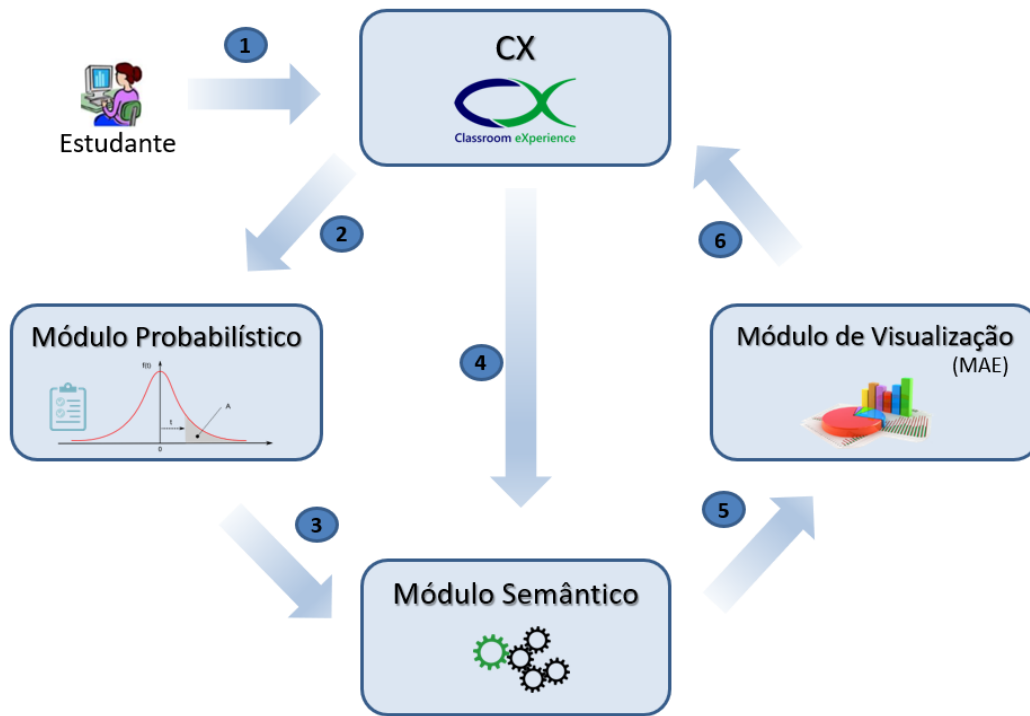 1
CX
Classroom eXperience
Estudante
2
6
Módulo Probabilístico
f(t)
A
t
0
4
Módulo de Visualização
(MAE)
3
5
Módulo Semântico